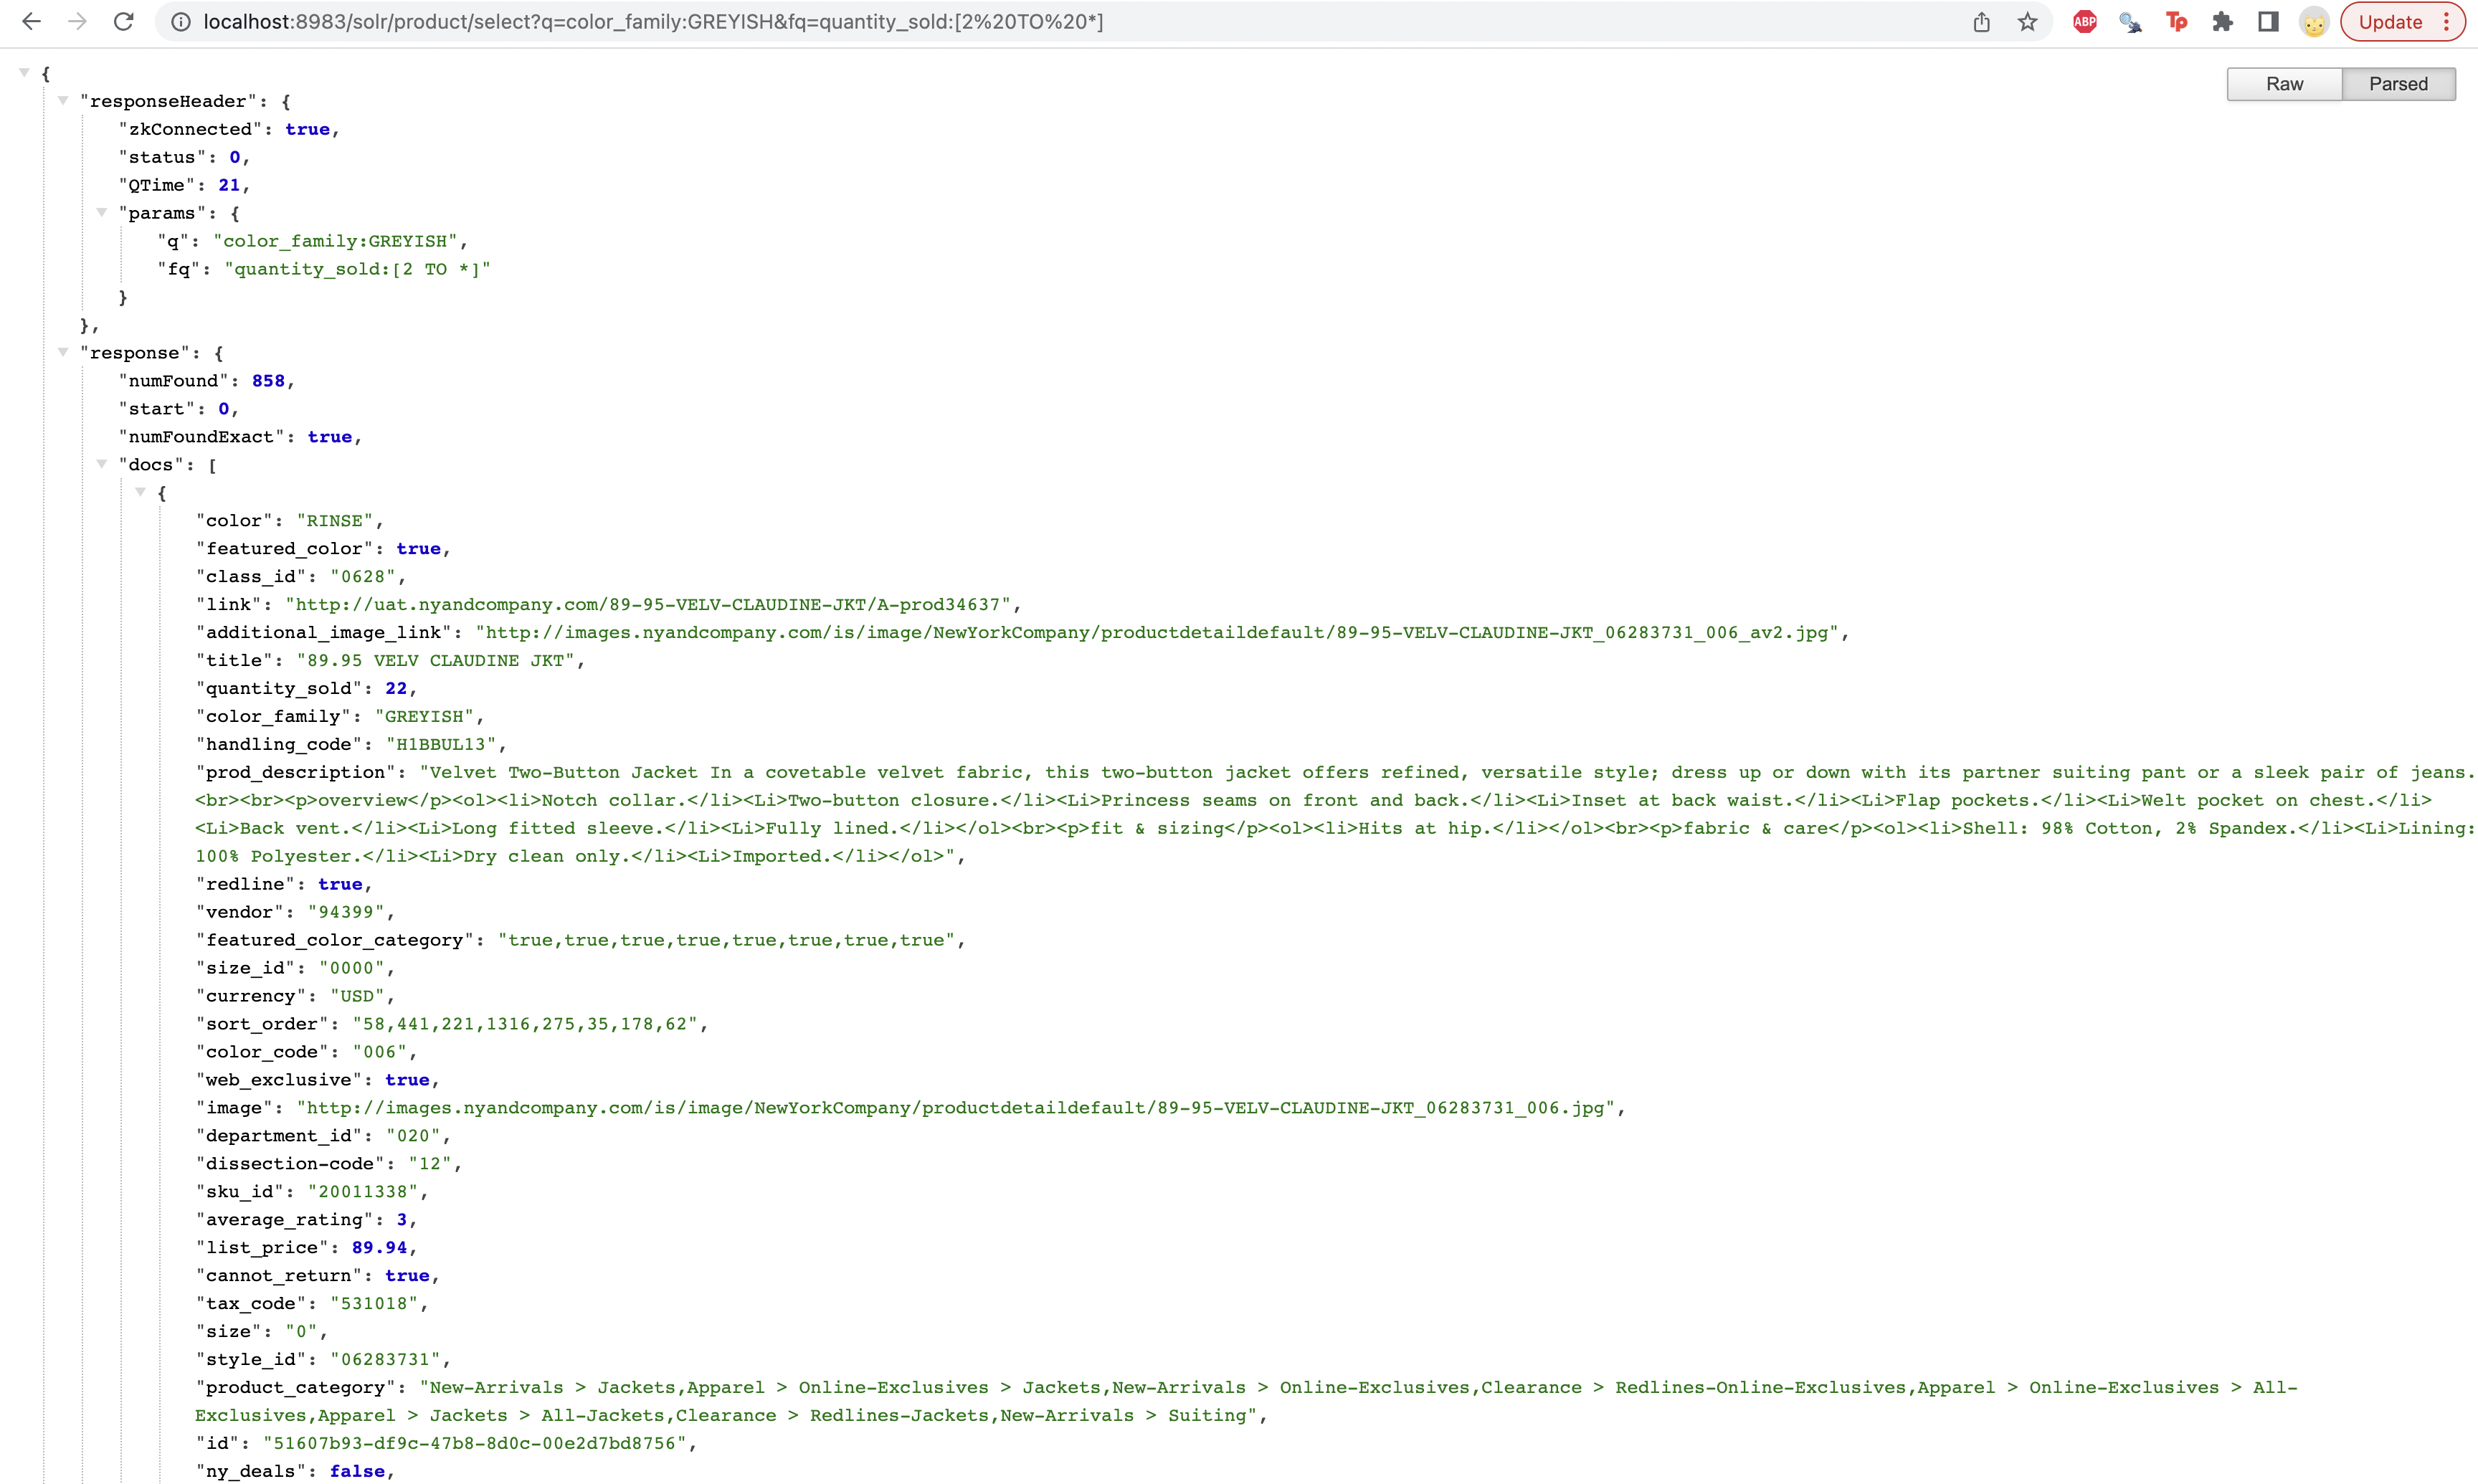 localhost:8983/solr/product/select?q=color_family:GREYISH&fq=quantity_sold:[2%20TO%20*]
ABP
Tp
Update
Raw
Parsed
{
"responseHeader": {
"zkConnected": true,
"status": 0,
"QTime": 21,
"params": {
"q": "color_family:GREYISH",
"fq": "quantity_sold:[2 TO *]"
}
},
"response": {
"numFound": 858,
"start": 0,
"numFoundExact": true,
"docs": [
{
"color": "RINSE",
"featured_color": true,
"class_id": "0628",
"link": "http://uat.nyandcompany.com/89-95-VELV-CLAUDINE-JKT/A-prod34637",
"additional_image_link": "http://images.nyandcompany.com/is/image/NewYorkCompany/productdetaildefault/89-95-VELV-CLAUDINE-JKT_06283731_006_av2.jpg",
"title": "89.95 VELV CLAUDINE JKT",
"quantity_sold": 22,
"color_family": "GREYISH",
"handling_code": "H1BBUL13",
"prod_description": "Velvet Two-Button Jacket In a covetable velvet fabric, this two-button jacket offers refined, versatile style; dress up or down with its partner suiting pant or a sleek pair of jeans.
<br><br><p>overview</p><ol><li>Notch collar.</li><Li>Two-button closure.</li><Li>Princess seams on front and back.</li><Li>Inset at back waist.</li><Li>Flap pockets.</li><Li>Welt pocket on chest.</li>
<Li>Back vent.</li><Li>Long fitted sleeve.</li><Li>Fully lined.</li></ol><br><p>fit & sizing</p><ol><li>Hits at hip.</li></ol><br><p>fabric & care</p><ol><li>Shell: 98% Cotton, 2% Spandex.</li><Li>Lining:
100% Polyester.</li><Li>Dry clean only.</li><Li>Imported.</li></ol>",
"redline": true,
"vendor": "94399",
"featured_color_category": "true,true,true,true,true,true,true,true",
"size_id": "0000",
"currency": "USD",
"sort_order": "58,441,221,1316,275,35,178,62",
"color_code": "006",
"web_exclusive": true,
"image": "http://images.nyandcompany.com/is/image/NewYorkCompany/productdetaildefault/89-95-VELV-CLAUDINE-JKT_06283731_006.jpg",
"department_id": "020",
"dissection-code": "12",
"sku_id": "20011338",
"average_rating": 3,
"list_price": 89.94,
"cannot_return": true,
"tax_code": "531018",
"size": "0",
"style_id": "06283731",
"product_category": "New-Arrivals > Jackets,Apparel > Online-Exclusives > Jackets,New-Arrivals > Online-Exclusives,Clearance > Redlines-Online-Exclusives,Apparel > Online-Exclusives > All-
Exclusives,Apparel > Jackets > All-Jackets,Clearance > Redlines-Jackets,New-Arrivals > Suiting",
"id": "51607b93-df9c-47b8-8d0c-00e2d7bd8756",
"ny_deals": false,